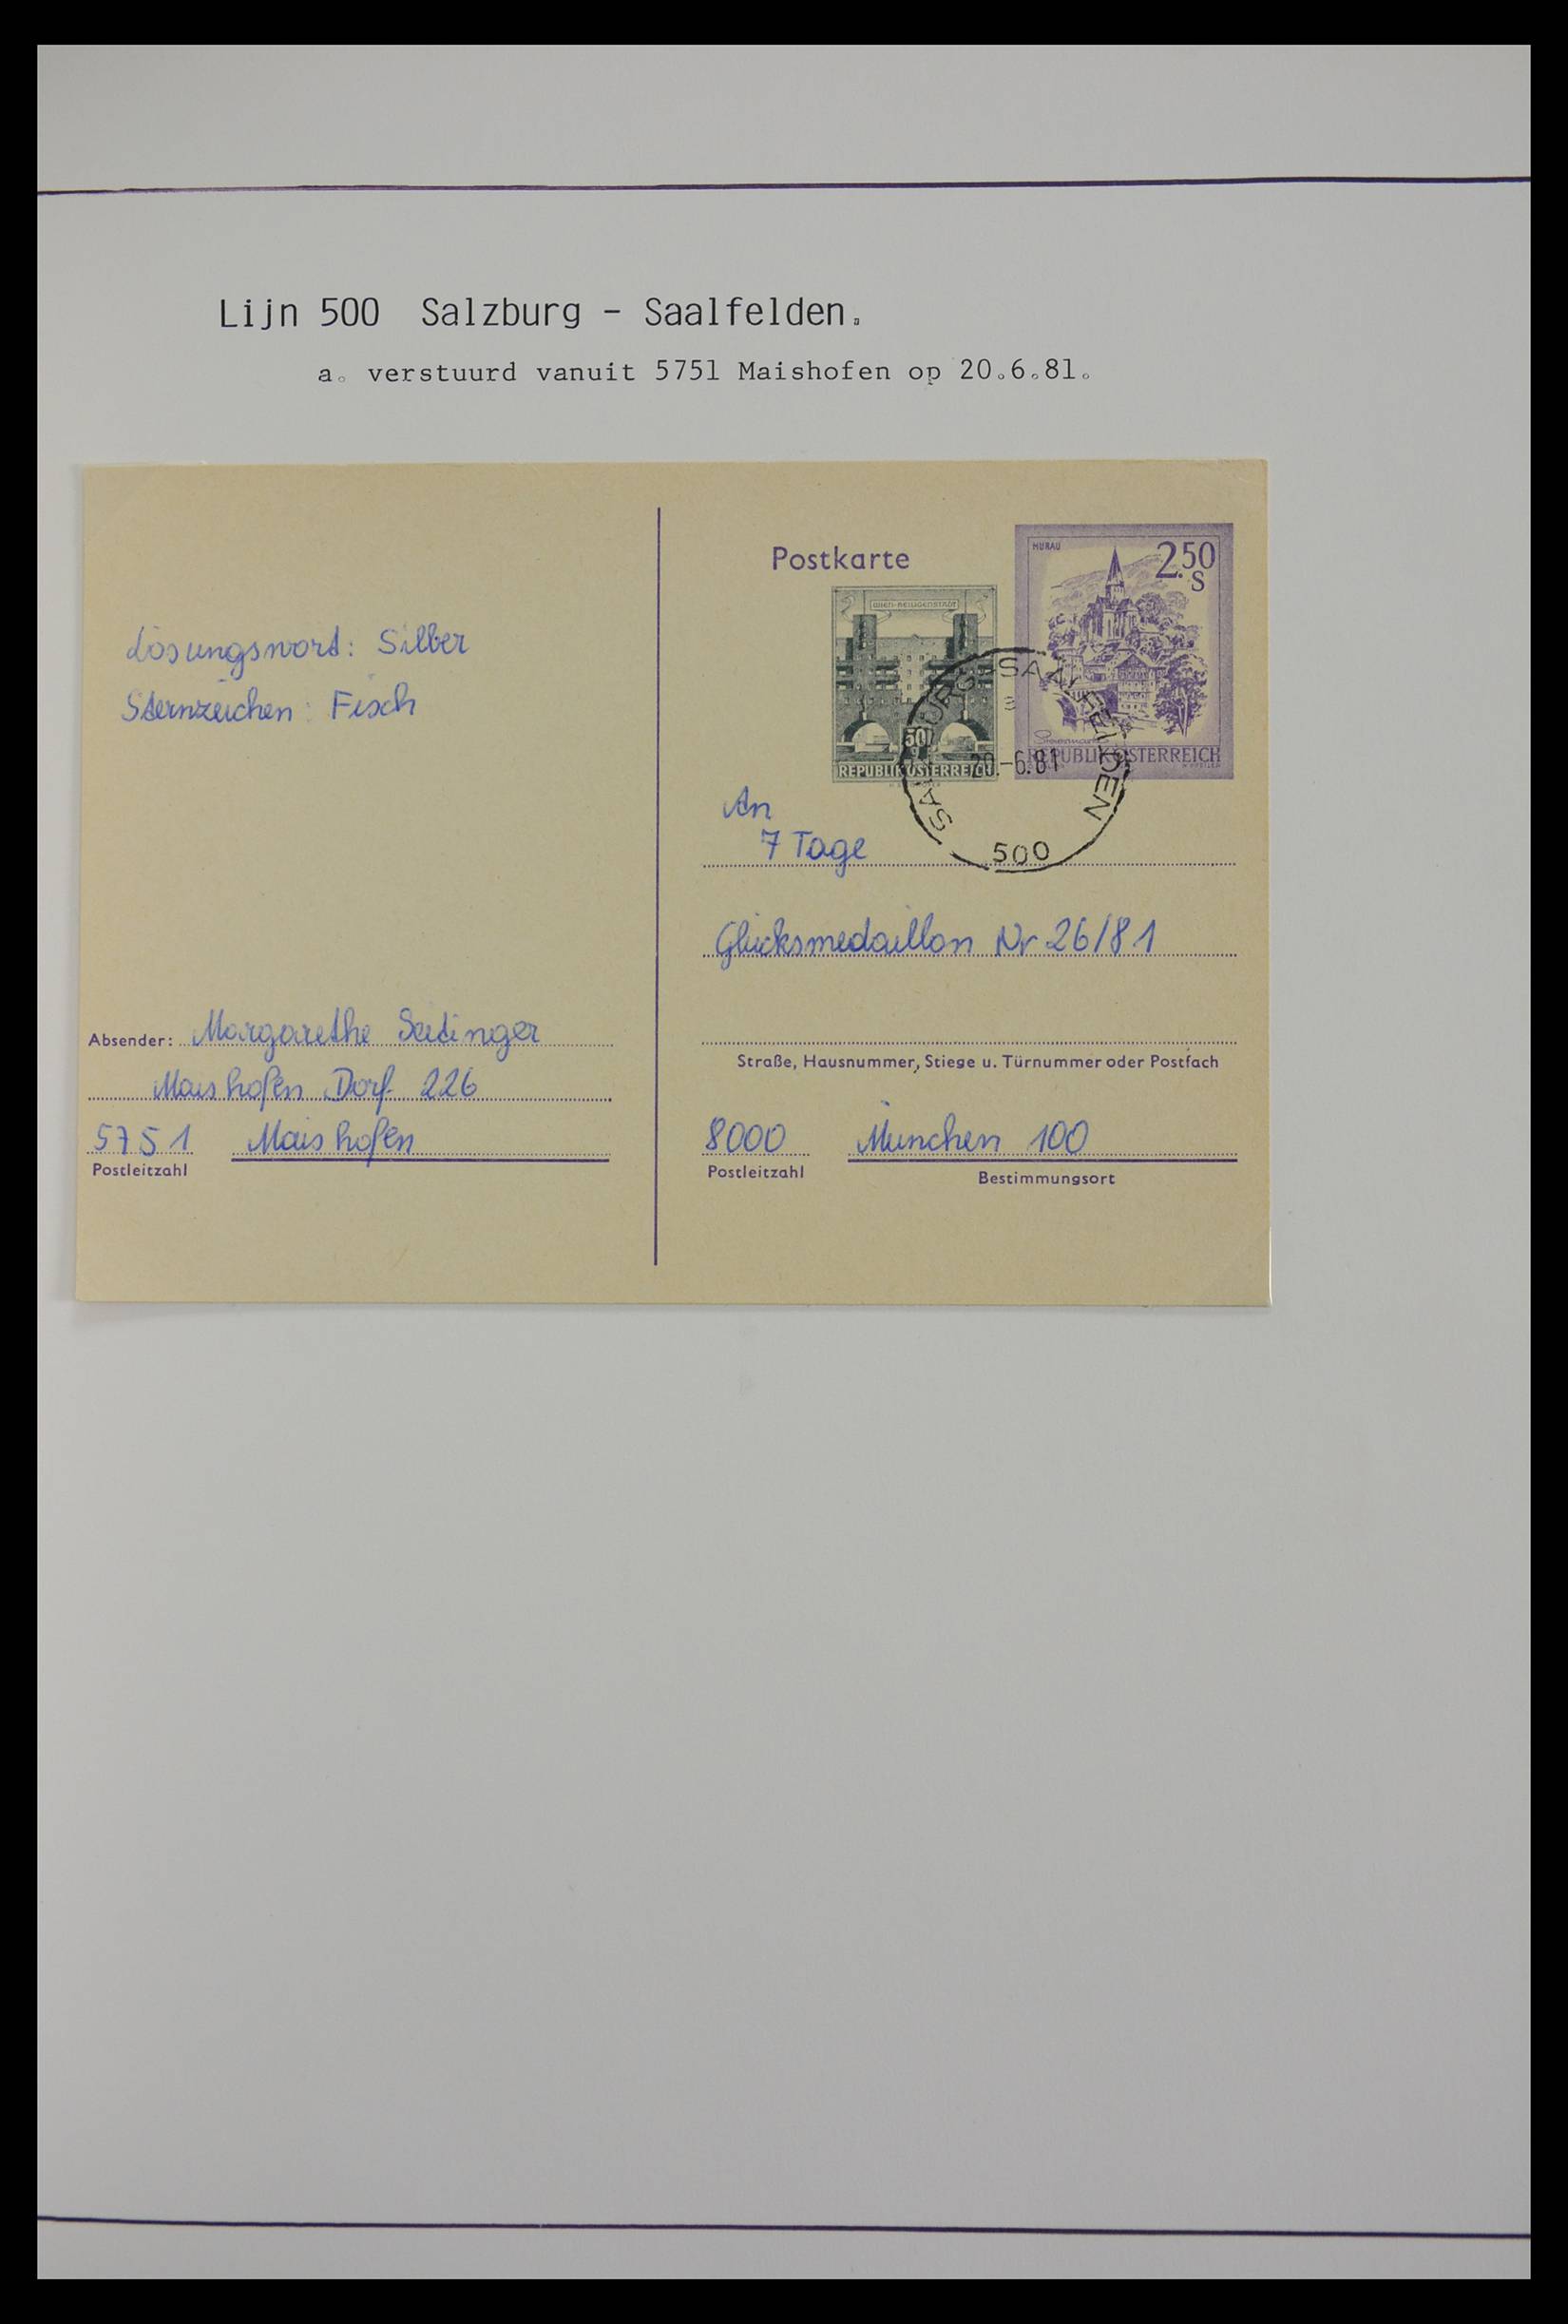 Lijn 500 Salzburg - Saalfelden.
a. verstuurd vanuit 5751 Maishofen op 20.6.81.
Postkarte
MURAU
2.50
S
Steiermark
REPUBLIK ÖSTERREICH
WIEN-HEILIGENSTADT
50
g
REPUBLIK ÖSTERREICH
SALZBURG-SAALFELDEN
20.-6.81
500
Lösungswort: Silber
Sternzeichen: Fisch
Absender: Margarethe
Maishofen Dorf 226
5751 Maishofen
Postleitzahl
An
7 Tage
Glücksmedaillon Nr 26/81
Straße, Hausnummer, Stiege u. Türnummer oder Postfach
8000 München 100
Postleitzahl
Bestimmungsort